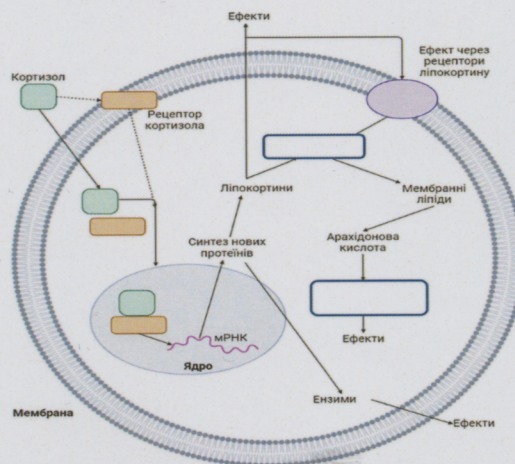 Ефекти
Ефект через
рецептори
ліпокортину
Кортизол
Рецептор
кортизола
Ліпокортини
Мембранні
ліпіди
Синтез нових
протеїнів
Арахідонова
кислота
мРНК
Ядро
Ефекти
Ензими
Мембрана
Ефекти